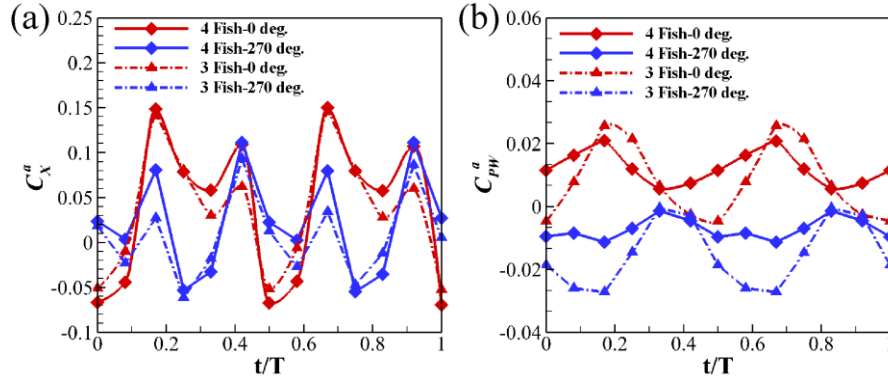 (a)
0.25
0.2
0.15
0.1
0.05
0
-0.05
-0.1
C_X^a
4 Fish-0 deg.
4 Fish-270 deg.
3 Fish-0 deg.
3 Fish-270 deg.
0 0.2 0.4 0.6 0.8 1
t/T
(b)
0.06
0.04
0.02
0
-0.02
-0.04
C_PW^a
4 Fish-0 deg.
4 Fish-270 deg.
3 Fish-0 deg.
3 Fish-270 deg.
0 0.2 0.4 0.6 0.8 1
t/T